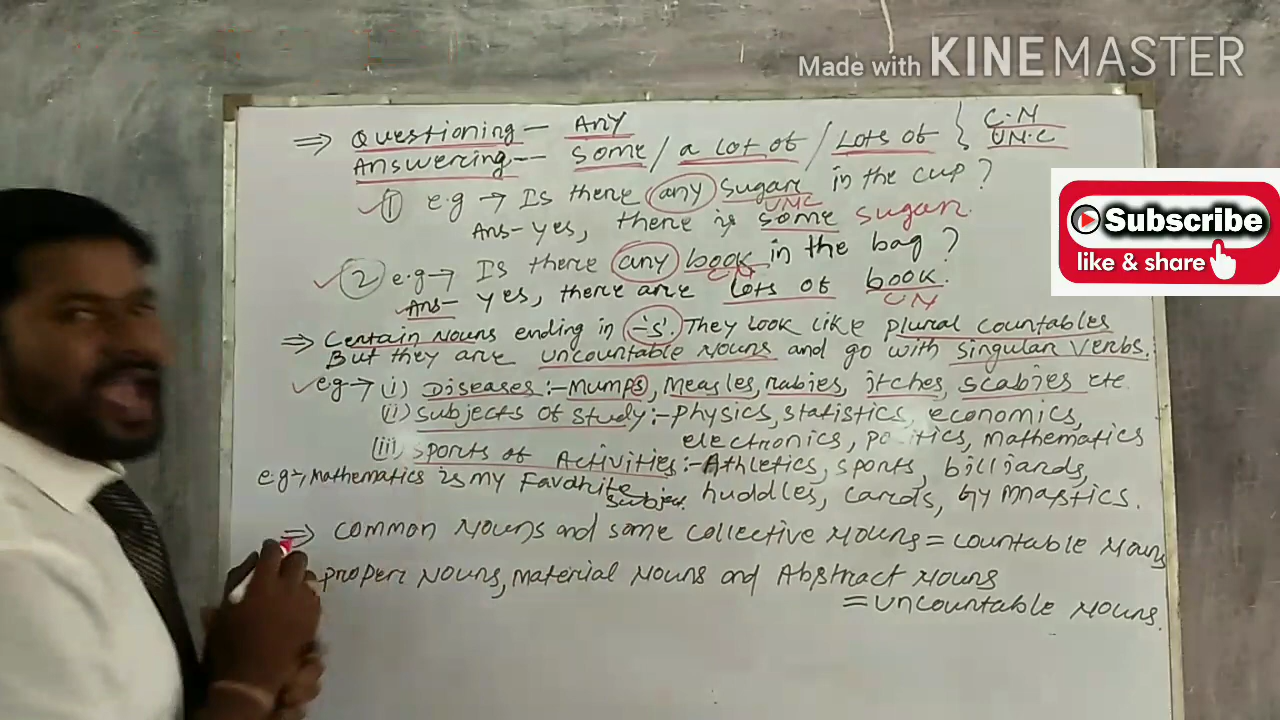 Made with KINEMASTER
⇒ Questioning - Any
Answering -- some / a lot of / Lots of } C.N
UN.C
① e.g → Is there any sugar in the cup?
UNC
Ans- yes, there is some sugar.
② e.g → Is there any book in the bag?
CN
Ans- yes, there are lots of book.
⇒ Certain nouns ending in -'s'. They look like plural countables
But they are uncountable nouns and go with singular verbs.
e.g → (i) Diseases :- Mumps, Measles, rabies, itches, scabies etc.
(ii) subjects of study :- physics, statistics, economics,
electronics, politics, mathematics
(iii) sports of Activities :- Athletics, sports, billiards,
e.g :- Mathematics is my Favorite subject.
huddles, cards, Gymnastics.
⇒ Common Nouns and some collective nouns = countable nouns
proper Nouns, material Nouns and Abstract nouns
= uncountable nouns.
Subscribe
like & share